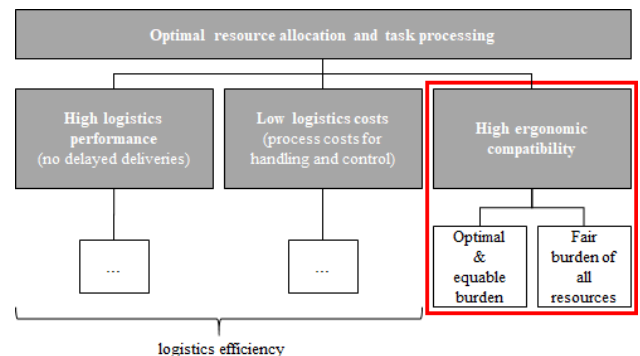 Optimal resource allocation and task processing
High logistics
performance
(no delayed deliveries)
Low logistics costs
(process costs for
handling and control)
High ergonomic
compatibility
...
...
Optimal
&
equable
burden
Fair
burden of
all
resources
logistics efficiency